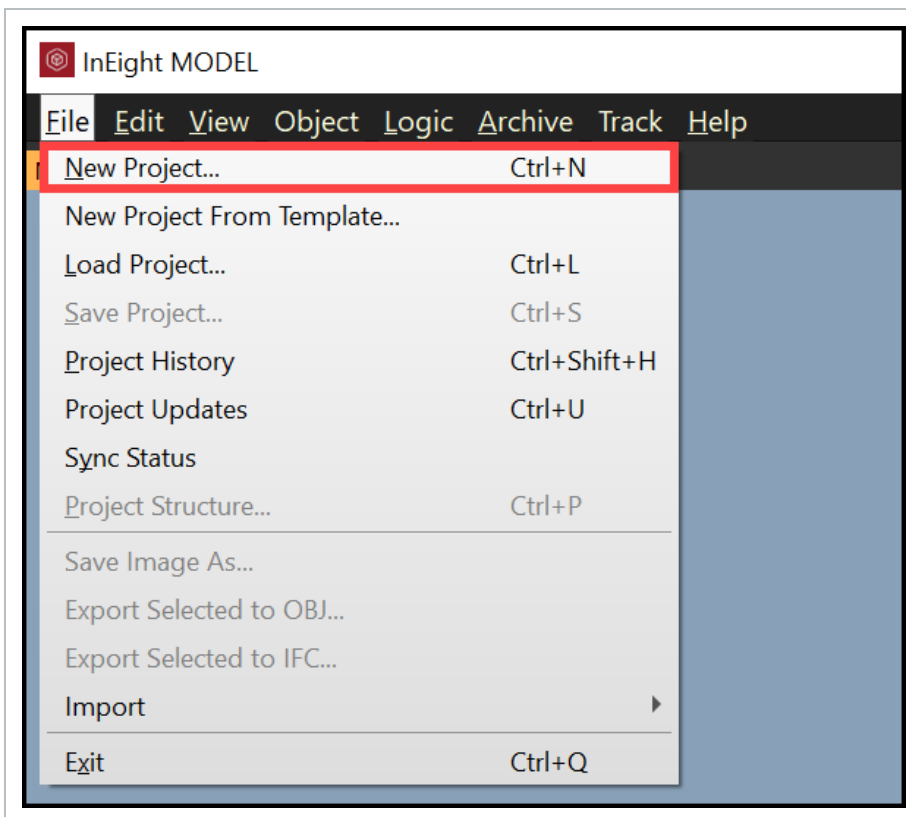 InEight MODEL
File Edit View Object Logic Archive Track Help
New Project... Ctrl+N
New Project From Template...
Load Project... Ctrl+L
Save Project... Ctrl+S
Project History Ctrl+Shift+H
Project Updates Ctrl+U
Sync Status
Project Structure... Ctrl+P
Save Image As...
Export Selected to OBJ...
Export Selected to IFC...
Import
Exit Ctrl+Q